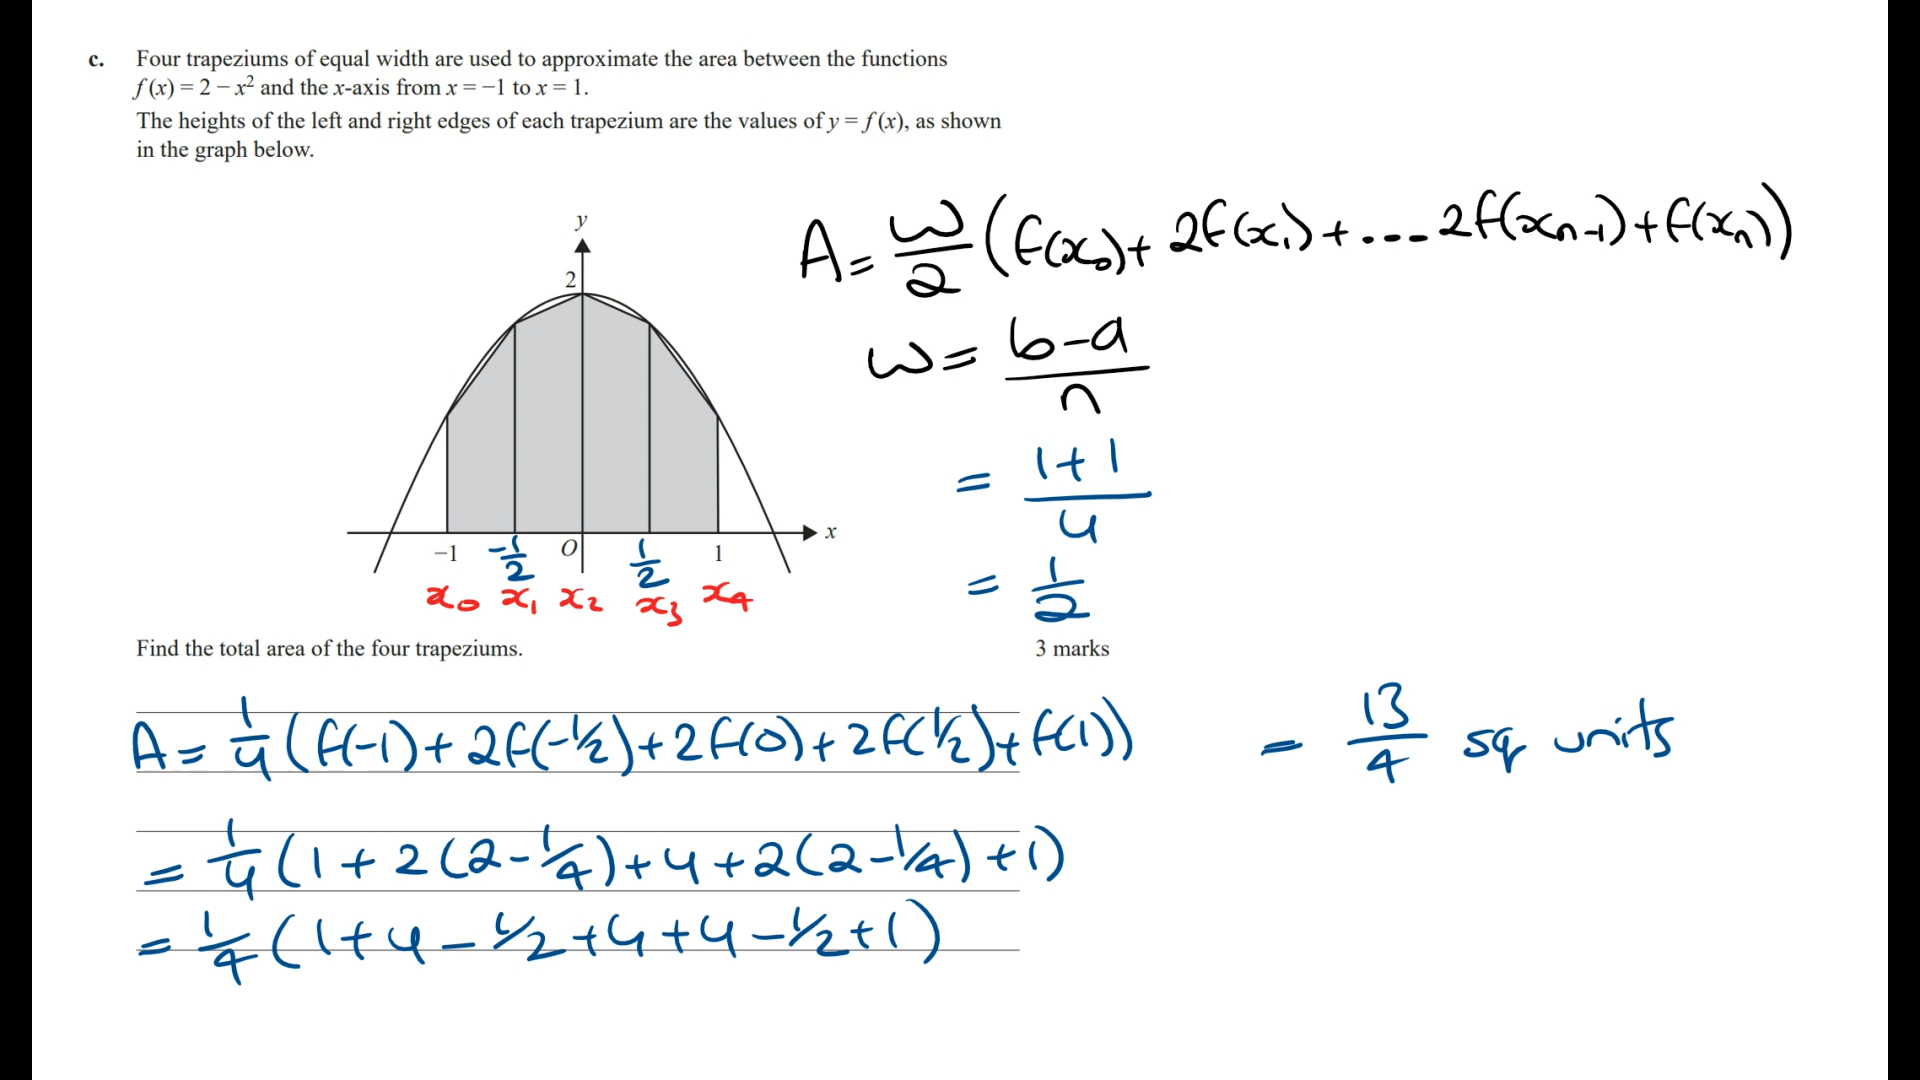 c. Four trapeziums of equal width are used to approximate the area between the functions
f(x) = 2 − x² and the x-axis from x = −1 to x = 1.
The heights of the left and right edges of each trapezium are the values of y = f(x), as shown
in the graph below.
A = w/2 (f(x₀) + 2f(x₁) + ... 2f(xₙ₋₁) + f(xₙ))
w = (b−a)/n
= (1+1)/4
= 1/2
y
2
x
−1 −1/2 O 1/2 1
x₀ x₁ x₂ x₃ x₄
Find the total area of the four trapeziums. 3 marks
A = 1/4 (f(−1) + 2f(−1/2) + 2f(0) + 2f(1/2) + f(1))
= 1/4 (1 + 2(2−1/4) + 4 + 2(2−1/4) + 1)
= 1/4 (1 + 4 − 1/2 + 4 + 4 − 1/2 + 1)
= 13/4 sq units